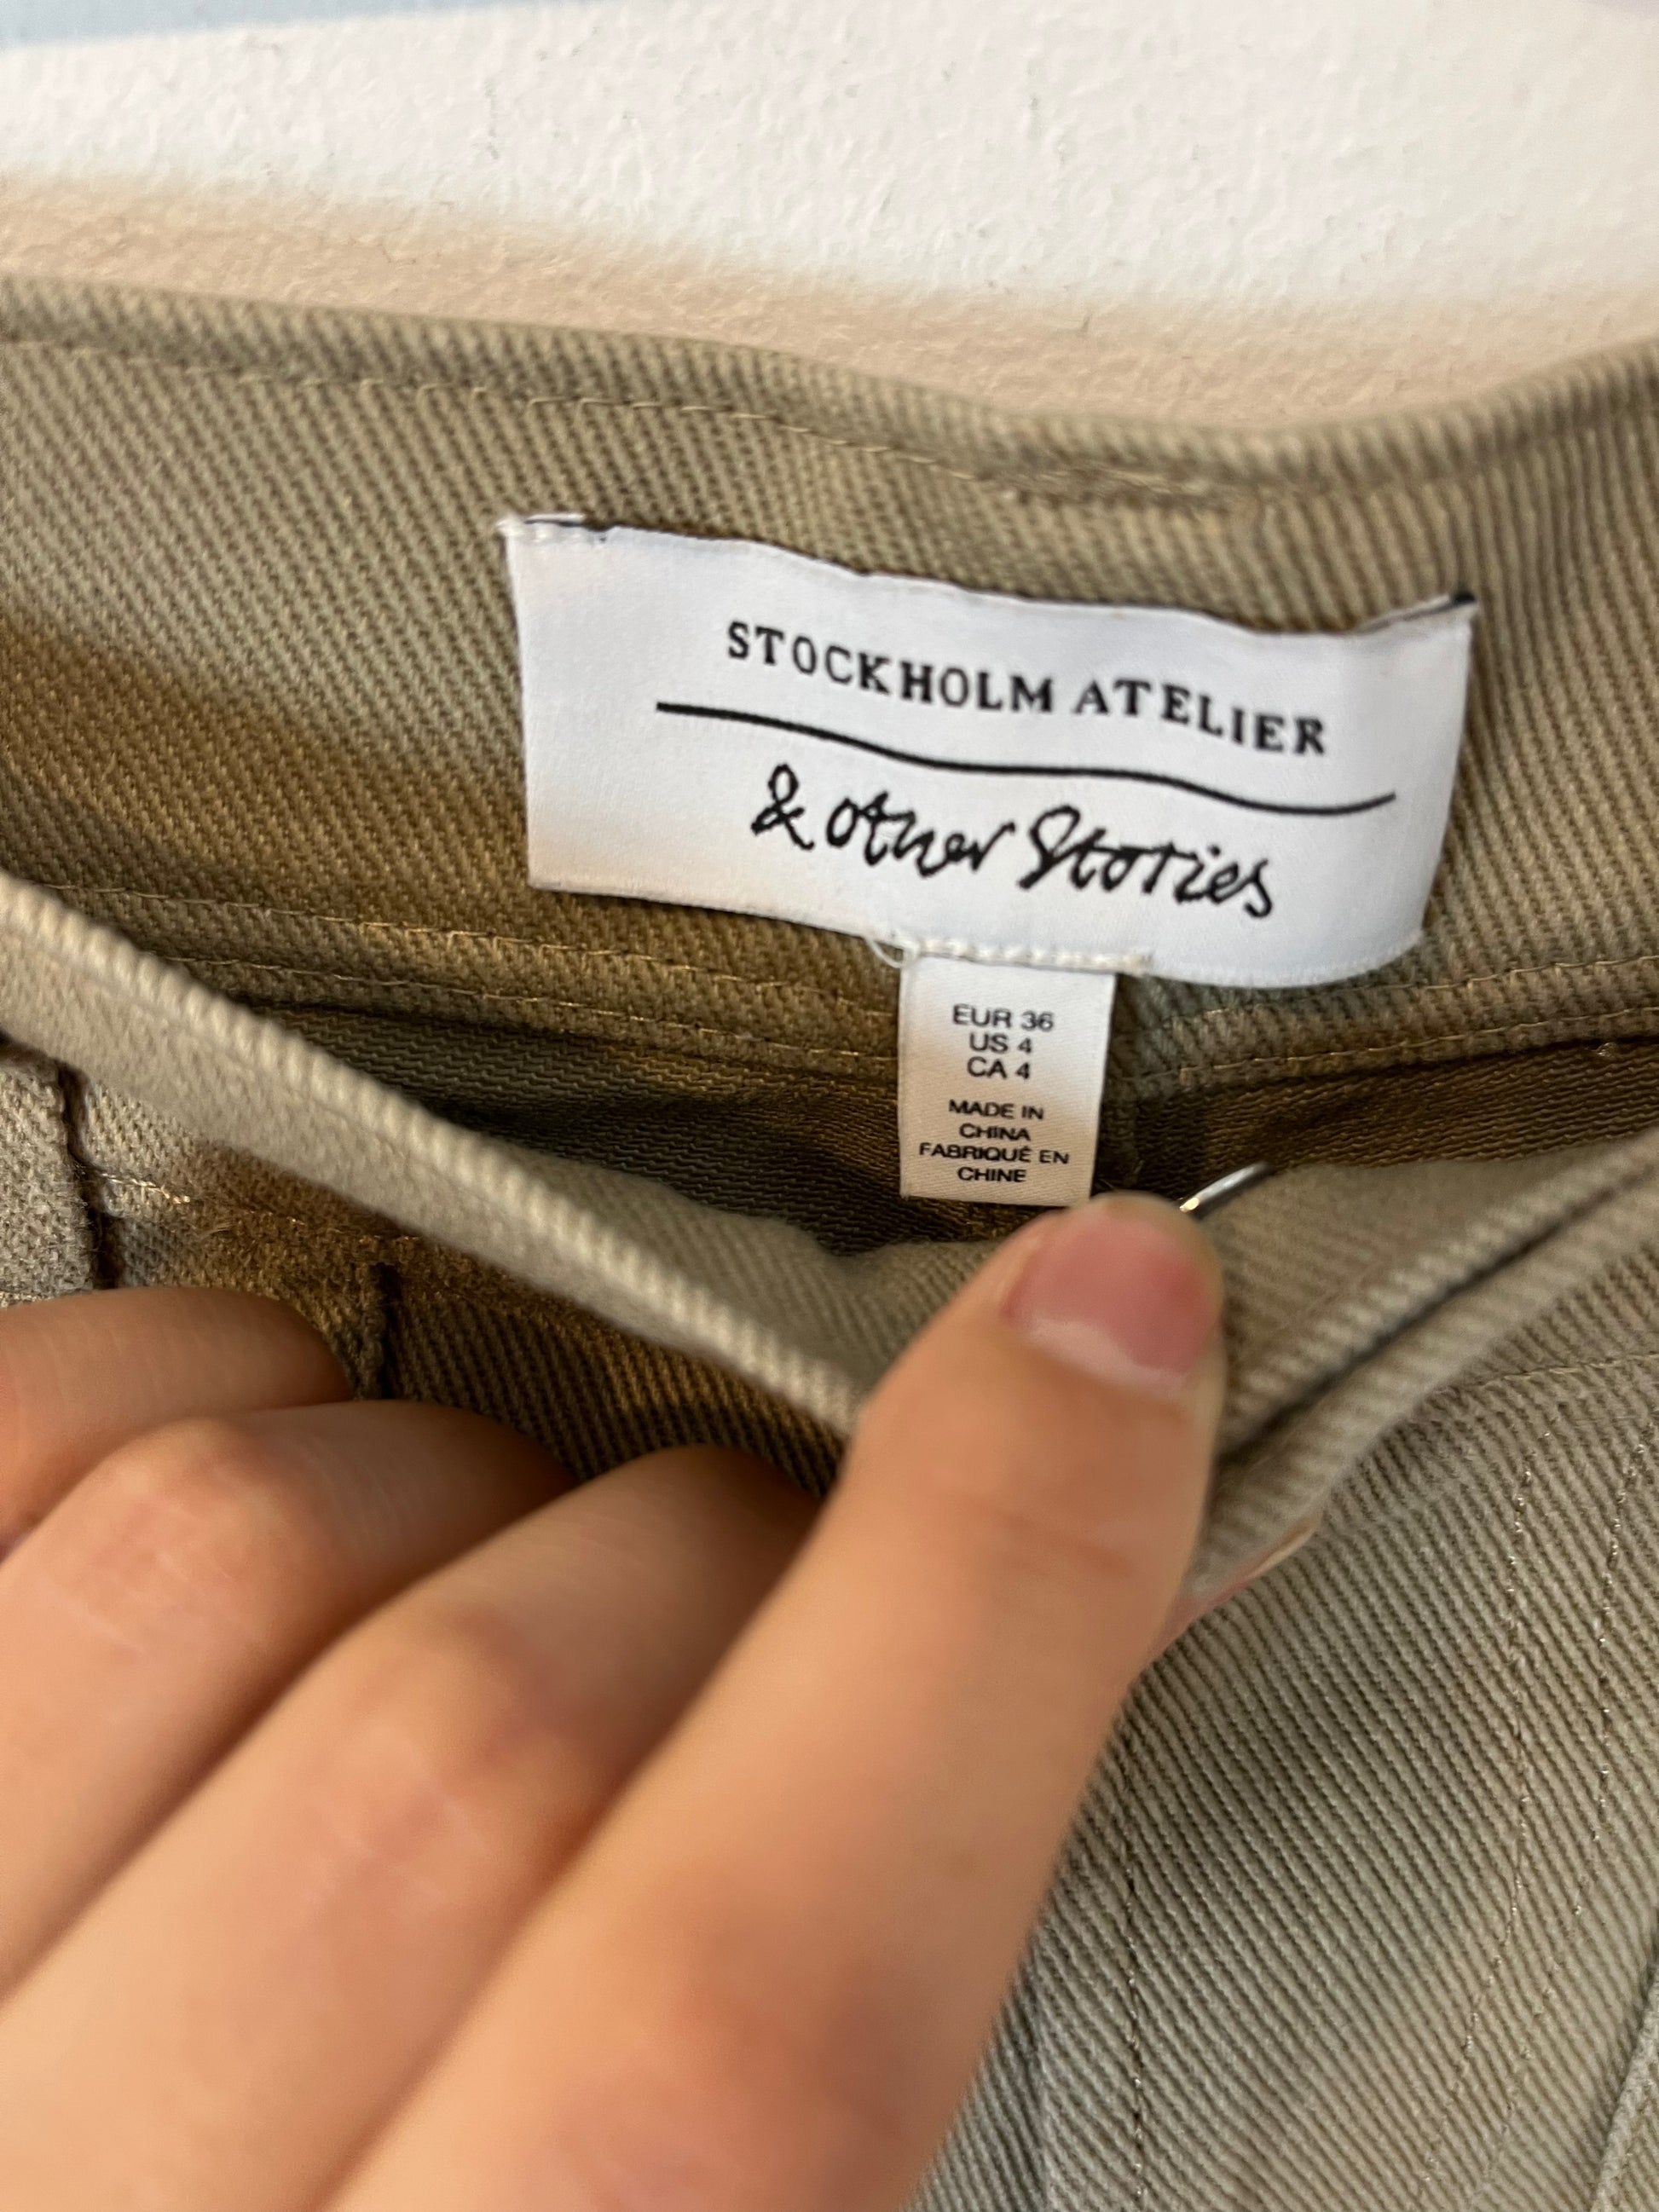 STOCKHOLM ATELIER
& other Stories
EUR 36
US 4
CA 4
MADE IN
CHINA
FABRIQUÉ EN
CHINE